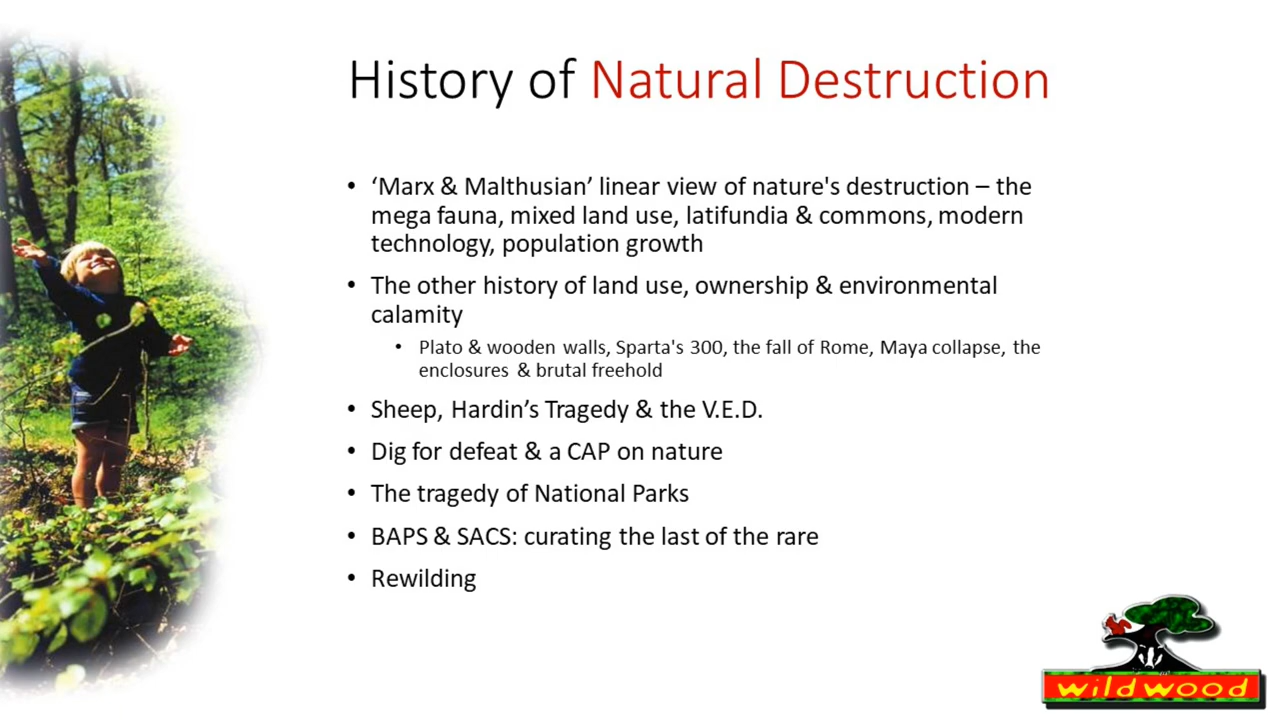 History of Natural Destruction
• ‘Marx & Malthusian’ linear view of nature's destruction – the
mega fauna, mixed land use, latifundia & commons, modern
technology, population growth
• The other history of land use, ownership & environmental
calamity
• Plato & wooden walls, Sparta's 300, the fall of Rome, Maya collapse, the
enclosures & brutal freehold
• Sheep, Hardin’s Tragedy & the V.E.D.
• Dig for defeat & a CAP on nature
• The tragedy of National Parks
• BAPS & SACS: curating the last of the rare
• Rewilding
wildwood